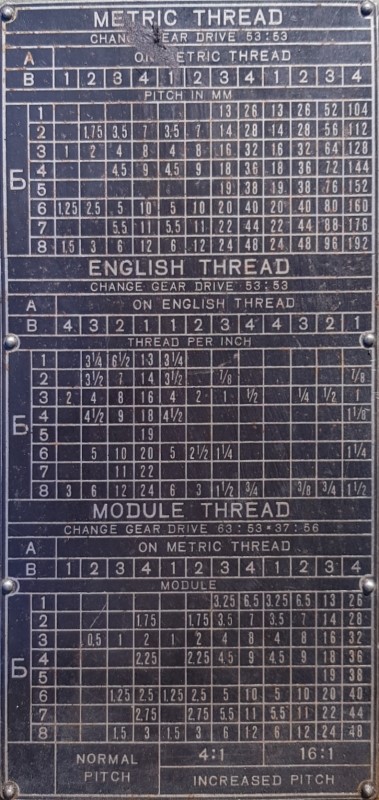 METRIC THREAD
CHANGE GEAR DRIVE 53:53
A ON METRIC THREAD
B 1 2 3 4 1 2 3 4 1 2 3 4
PITCH IN MM
Б
1 13 26 13 26 52 104
2 1,75 3,5 7 3,5 7 14 28 14 28 56 112
3 1 2 4 8 4 8 16 32 16 32 64 128
4 4,5 9 4,5 9 18 36 18 36 72 144
5 19 38 19 38 76 152
6 1,25 2,5 5 10 5 10 20 40 20 40 80 160
7 5,5 11 5,5 11 22 44 22 44 88 176
8 1,5 3 6 12 6 12 24 48 24 48 96 192
ENGLISH THREAD
CHANGE GEAR DRIVE 53:53
A ON ENGLISH THREAD
B 4 3 2 1 1 2 3 4 4 3 2 1
THREAD PER INCH
Б
1 3¼ 6½ 13 3¼
2 3½ 7 14 3½ ⅞ ⅞
3 2 4 8 16 4 2 1 ½ ¼ ½ 1
4 4½ 9 18 4½ 1⅛
5 19
6 5 10 20 5 2½ 1¼ 1¼
7 11 22
8 3 6 12 24 6 3 1½ ¾ ⅜ ¾ 1½
MODULE THREAD
CHANGE GEAR DRIVE 63:53*37:56
A ON METRIC THREAD
B 1 2 3 4 1 2 3 4 1 2 3 4
MODULE
Б
1 3,25 6,5 3,25 6,5 13 26
2 1,75 1,75 3,5 7 3,5 7 14 28
3 0,5 1 2 1 2 4 8 4 8 16 32
4 2,25 2,25 4,5 9 4,5 9 18 36
5 19 38
6 1,25 2,5 1,25 2,5 5 10 5 10 20 40
7 2,75 2,75 5,5 11 5,5 11 22 44
8 1,5 3 1,5 3 6 12 6 12 24 48
NORMAL PITCH 4:1 16:1
INCREASED PITCH